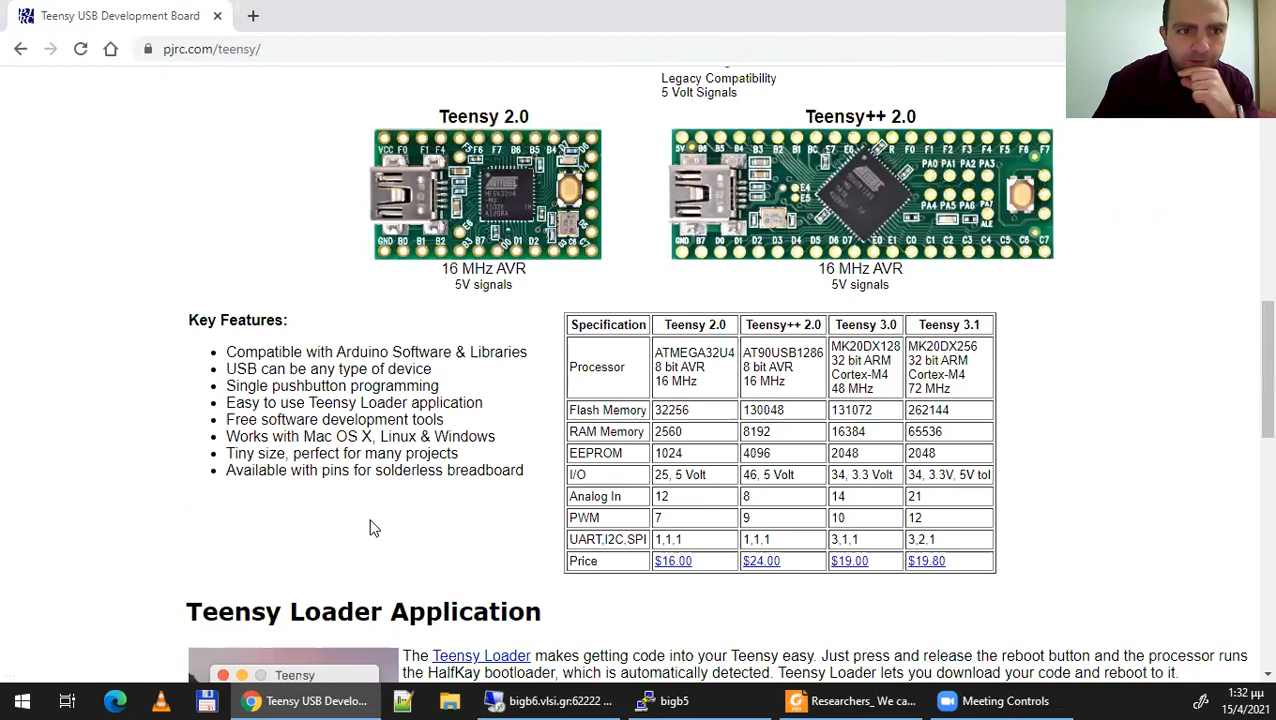 Teensy USB Development Board
pjrc.com/teensy/
Legacy Compatibility
5 Volt Signals
Teensy 2.0
Teensy++ 2.0
16 MHz AVR
5V signals
16 MHz AVR
5V signals
Key Features:
Compatible with Arduino Software & Libraries
USB can be any type of device
Single pushbutton programming
Easy to use Teensy Loader application
Free software development tools
Works with Mac OS X, Linux & Windows
Tiny size, perfect for many projects
Available with pins for solderless breadboard
Specification Teensy 2.0 Teensy++ 2.0 Teensy 3.0 Teensy 3.1
Processor ATMEGA32U4 8 bit AVR 16 MHz AT90USB1286 8 bit AVR 16 MHz MK20DX128 32 bit ARM Cortex-M4 48 MHz MK20DX256 32 bit ARM Cortex-M4 72 MHz
Flash Memory 32256 130048 131072 262144
RAM Memory 2560 8192 16384 65536
EEPROM 1024 4096 2048 2048
I/O 25, 5 Volt 46, 5 Volt 34, 3.3 Volt 34, 3.3V, 5V tol
Analog In 12 8 14 21
PWM 7 9 10 12
UART,I2C,SPI 1,1,1 1,1,1 3,1,1 3,2,1
Price $16.00 $24.00 $19.00 $19.80
Teensy Loader Application
Teensy
The Teensy Loader makes getting code into your Teensy easy. Just press and release the reboot button and the processor runs
the HalfKay bootloader, which is automatically detected. Teensy Loader lets you download your code and reboot to it.
Teensy USB Develo...
bigb6.vlsi.gr:62222 ...
bigb5
Researchers_ We ca...
Meeting Controls
1:32 μμ
15/4/2021